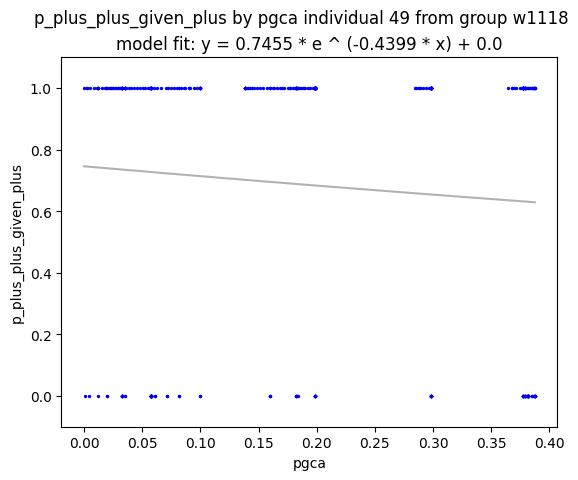 p_plus_plus_given_plus by pgca individual 49 from group w1118
model fit: y = 0.7455 * e ^ (-0.4399 * x) + 0.0
1.0
0.8
0.6
0.4
0.2
0.0
p_plus_plus_given_plus
0.00 0.05 0.10 0.15 0.20 0.25 0.30 0.35 0.40
pgca